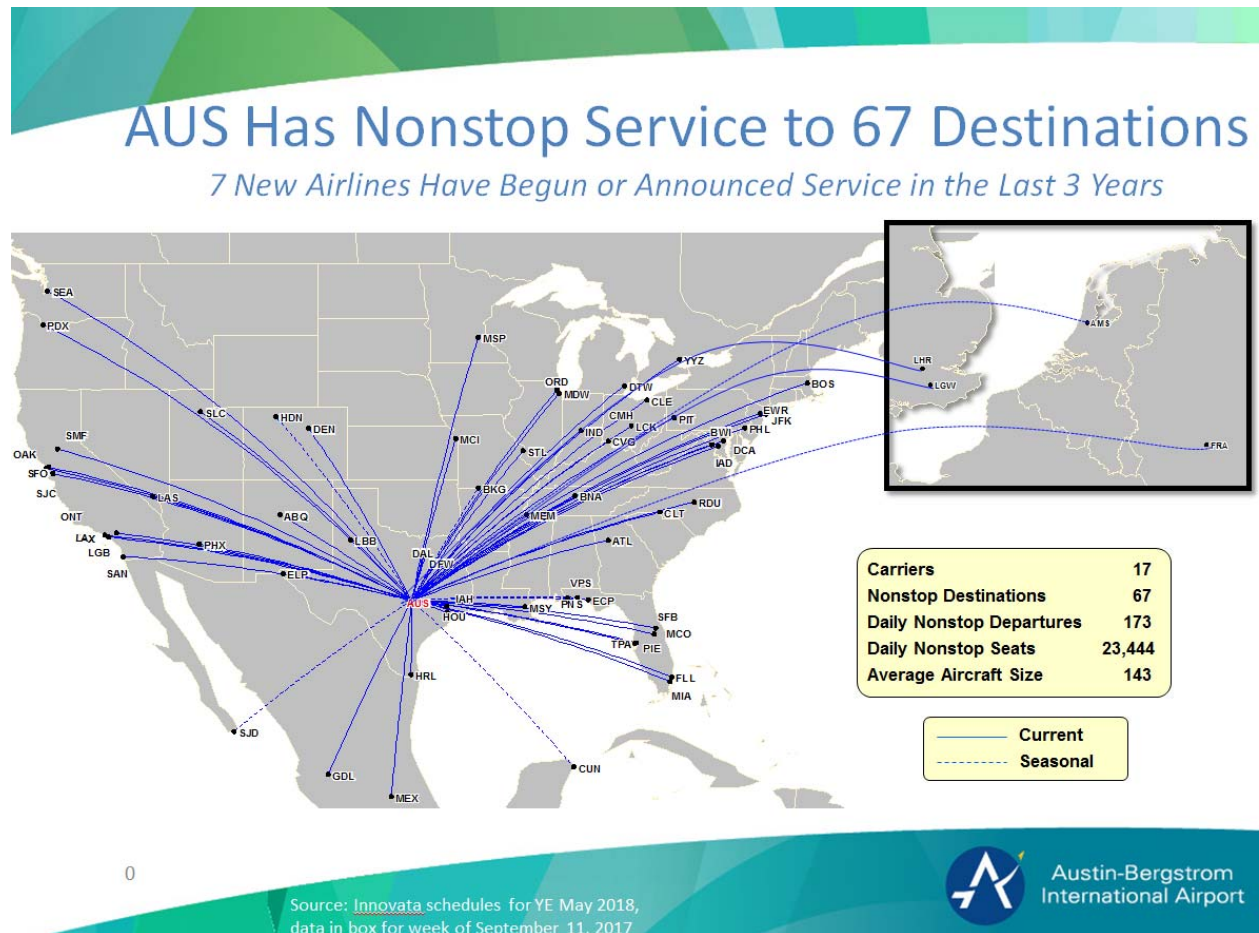 AUS Has Nonstop Service to 67 Destinations
7 New Airlines Have Begun or Announced Service in the Last 3 Years
SEA
PDX
MSP
YYZ
ORD
MDW
DTW
CLE
BOS
SLC
HDN
DEN
CMH
LCK
PIT
EWR
JFK
PHL
SMF
MCI
STL
IND
CVG
BWI
DCA
IAD
OAK
SFO
SJC
LAS
BKG
BNA
RDU
ONT
ABQ
MEM
CLT
LAX
LGB
PHX
LBB
DAL
DFW
ATL
SAN
ELP
AUS
IAH
HOU
MSY
VPS
PNS
ECP
SFB
MCO
TPA
PIE
HRL
FLL
MIA
SJD
GDL
MEX
CUN
AMS
LHR
LGW
FRA
Carriers 17
Nonstop Destinations 67
Daily Nonstop Departures 173
Daily Nonstop Seats 23,444
Average Aircraft Size 143
Current
Seasonal
0
Source: Innovata schedules for YE May 2018,
data in box for week of September 11, 2017
Austin-Bergstrom
International Airport